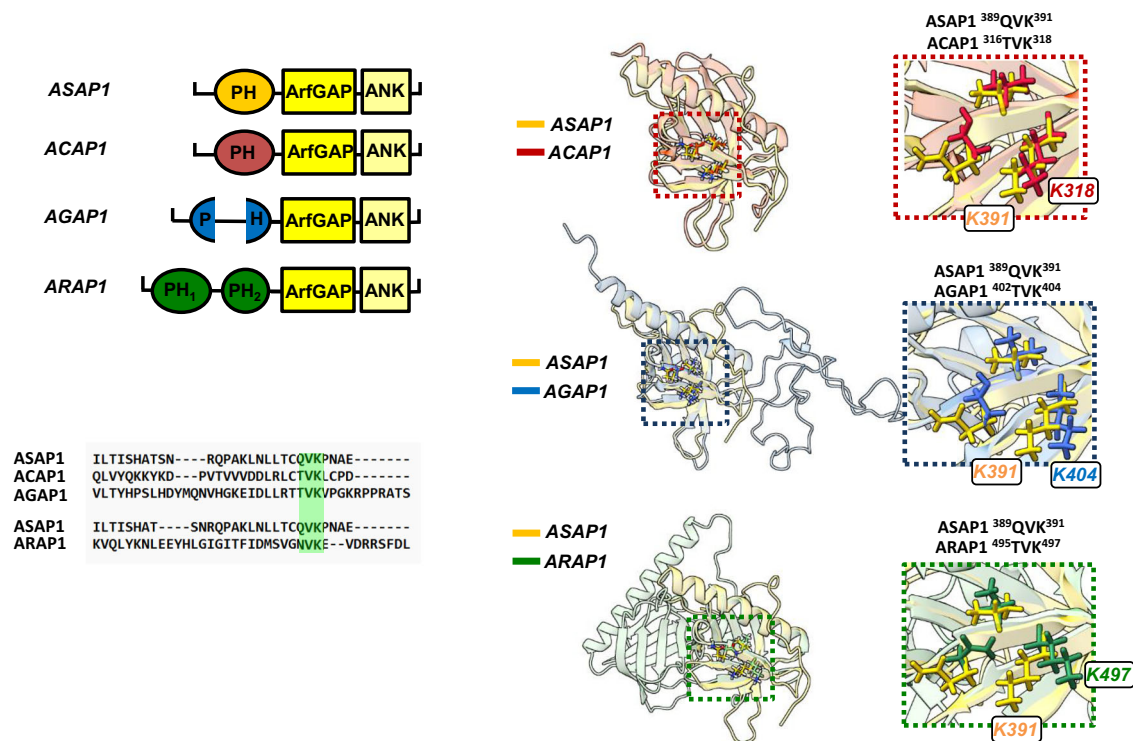 ASAP1 PH ArfGAP ANK
ACAP1 PH ArfGAP ANK
AGAP1 P H ArfGAP ANK
ARAP1 PH1 PH2 ArfGAP ANK
ASAP1 ILTISHATSN----RQPAKLNLLTCQVKPNAE-------
ACAP1 QLVYQKKYKD----PVTVVVDDLRLCTVKLCPD-------
AGAP1 VLTYHPSLHDYMQNVHGKEIDLLRTTVKVPGKRPPRATS
ASAP1 ILTISHAT----SNRQPAKLNLLTCQVKPNAE-------
ARAP1 KVQLYKNLEEYHLGIGITFIDMSVGNVKE--VDRRSFDL
ASAP1
ACAP1
ASAP1 ³⁸⁹QVK³⁹¹
ACAP1 ³¹⁶TVK³¹⁸
K318
K391
ASAP1
AGAP1
ASAP1 ³⁸⁹QVK³⁹¹
AGAP1 ⁴⁰²TVK⁴⁰⁴
K391
K404
ASAP1
ARAP1
ASAP1 ³⁸⁹QVK³⁹¹
ARAP1 ⁴⁹⁵TVK⁴⁹⁷
K497
K391